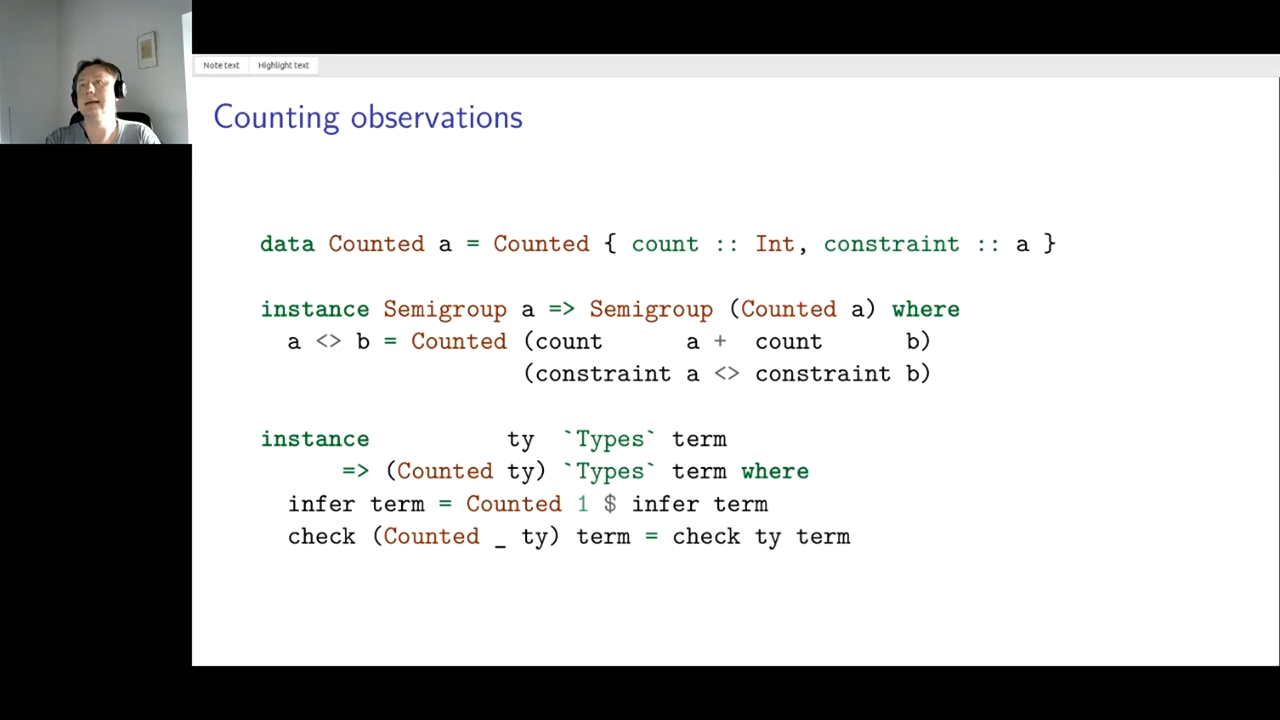 Note text Highlight text
Counting observations
data Counted a = Counted { count :: Int, constraint :: a }
instance Semigroup a => Semigroup (Counted a) where
  a <> b = Counted (count      a +  count      b)
                   (constraint a <> constraint b)
instance          ty  `Types` term
      => (Counted ty) `Types` term where
  infer term = Counted 1 $ infer term
  check (Counted _ ty) term = check ty term